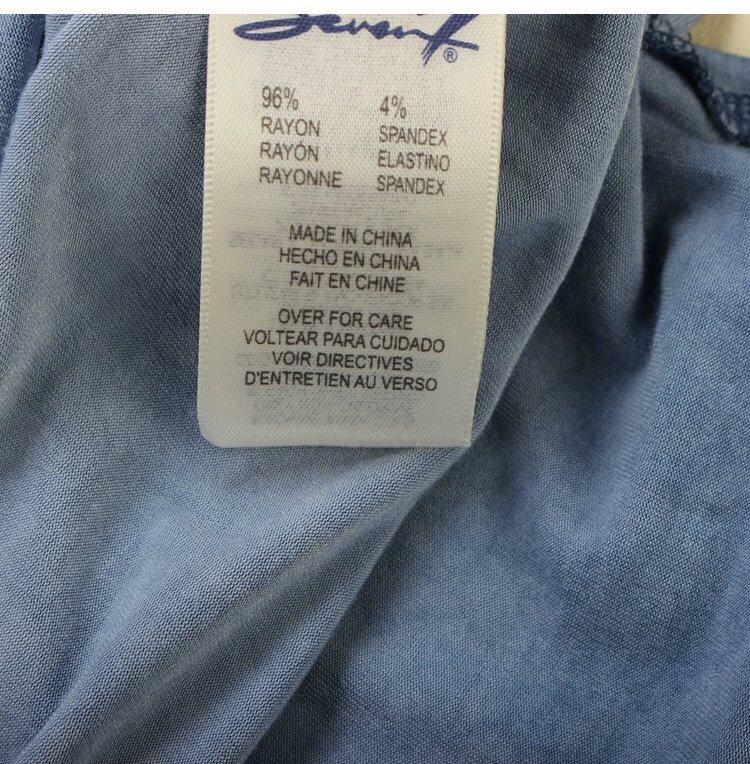 ®
96% 4%
RAYON SPANDEX
RAYÓN ELASTINO
RAYONNE SPANDEX
MADE IN CHINA
HECHO EN CHINA
FAIT EN CHINE
OVER FOR CARE
VOLTEAR PARA CUIDADO
VOIR DIRECTIVES
D'ENTRETIEN AU VERSO